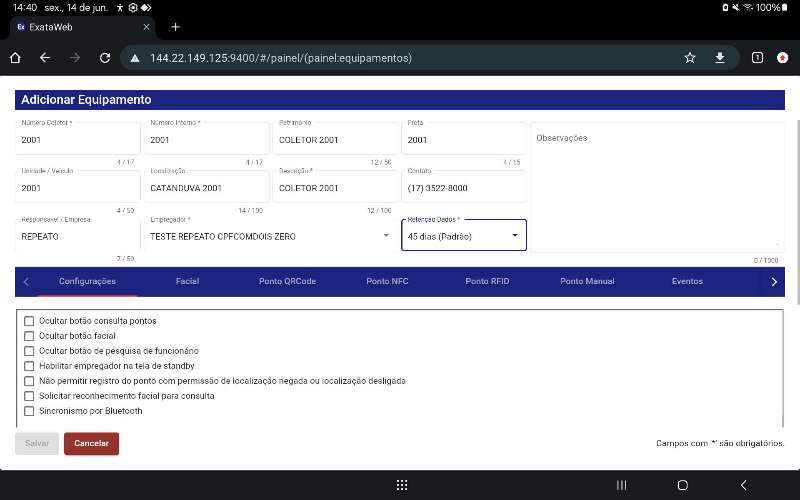 14:40 sex., 14 de jun. 100%
Ex ExataWeb
144.22.149.125:9400/#/painel/(painel:equipamentos) 1
Adicionar Equipamento
Número Coletor * Número Interno * Patrimônio Frota
2001 2001 COLETOR 2001 2001 Observações
4 / 17 4 / 17 12 / 50 4 / 15
Unidade / Veículo Localização Descrição * Contato
2001 CATANDUVA 2001 COLETOR 2001 (17) 3522-8000
4 / 50 14 / 100 12 / 100
Responsável / Empresa Empregador * Retenção Dados *
REPEATO TESTE REPEATO CPFCOMDOIS ZERO 45 dias (Padrão)
7 / 50 0 / 1000
Configurações Facial Ponto QRCode Ponto NFC Ponto RFID Ponto Manual Eventos
Ocultar botão consulta pontos
Ocultar botão facial
Ocultar botão de pesquisa de funcionário
Habilitar empregador na tela de standby
Não permitir registro do ponto com permissão de localização negada ou localização desligada
Solicitar reconhecimento facial para consulta
Sincronismo por Bluetooth
Salvar Cancelar Campos com '*' são obrigatórios.